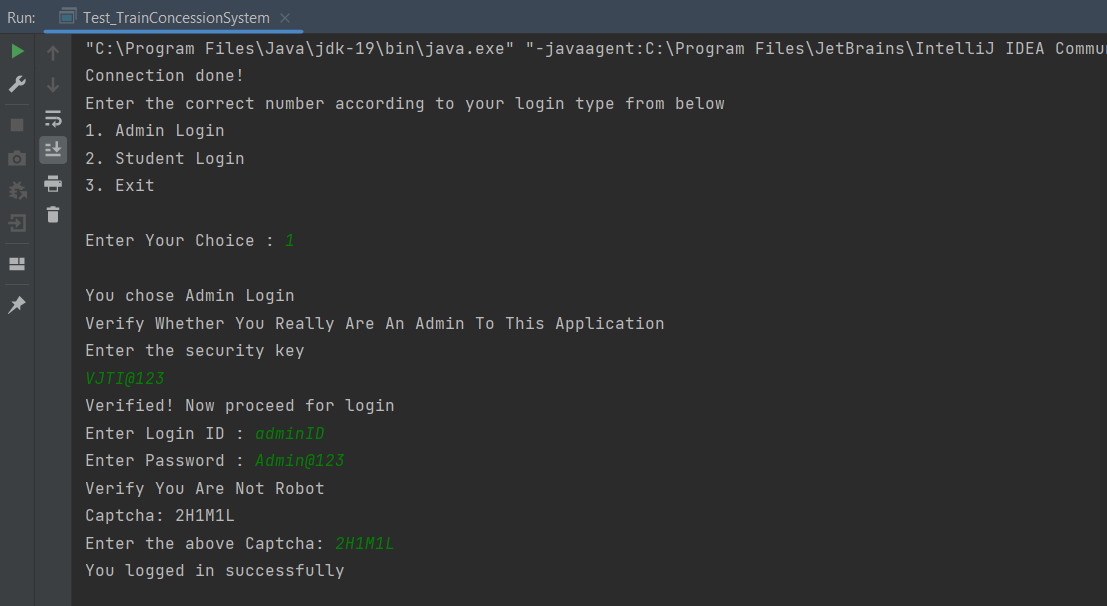 Run: Test_TrainConcessionSystem
"C:\Program Files\Java\jdk-19\bin\java.exe" "-javaagent:C:\Program Files\JetBrains\IntelliJ IDEA
Connection done!
Enter the correct number according to your login type from below
1. Admin Login
2. Student Login
3. Exit
Enter Your Choice : 1
You chose Admin Login
Verify Whether You Really Are An Admin To This Application
Enter the security key
VJTI@123
Verified! Now proceed for login
Enter Login ID : adminID
Enter Password : Admin@123
Verify You Are Not Robot
Captcha: 2H1M1L
Enter the above Captcha: 2H1M1L
You logged in successfully